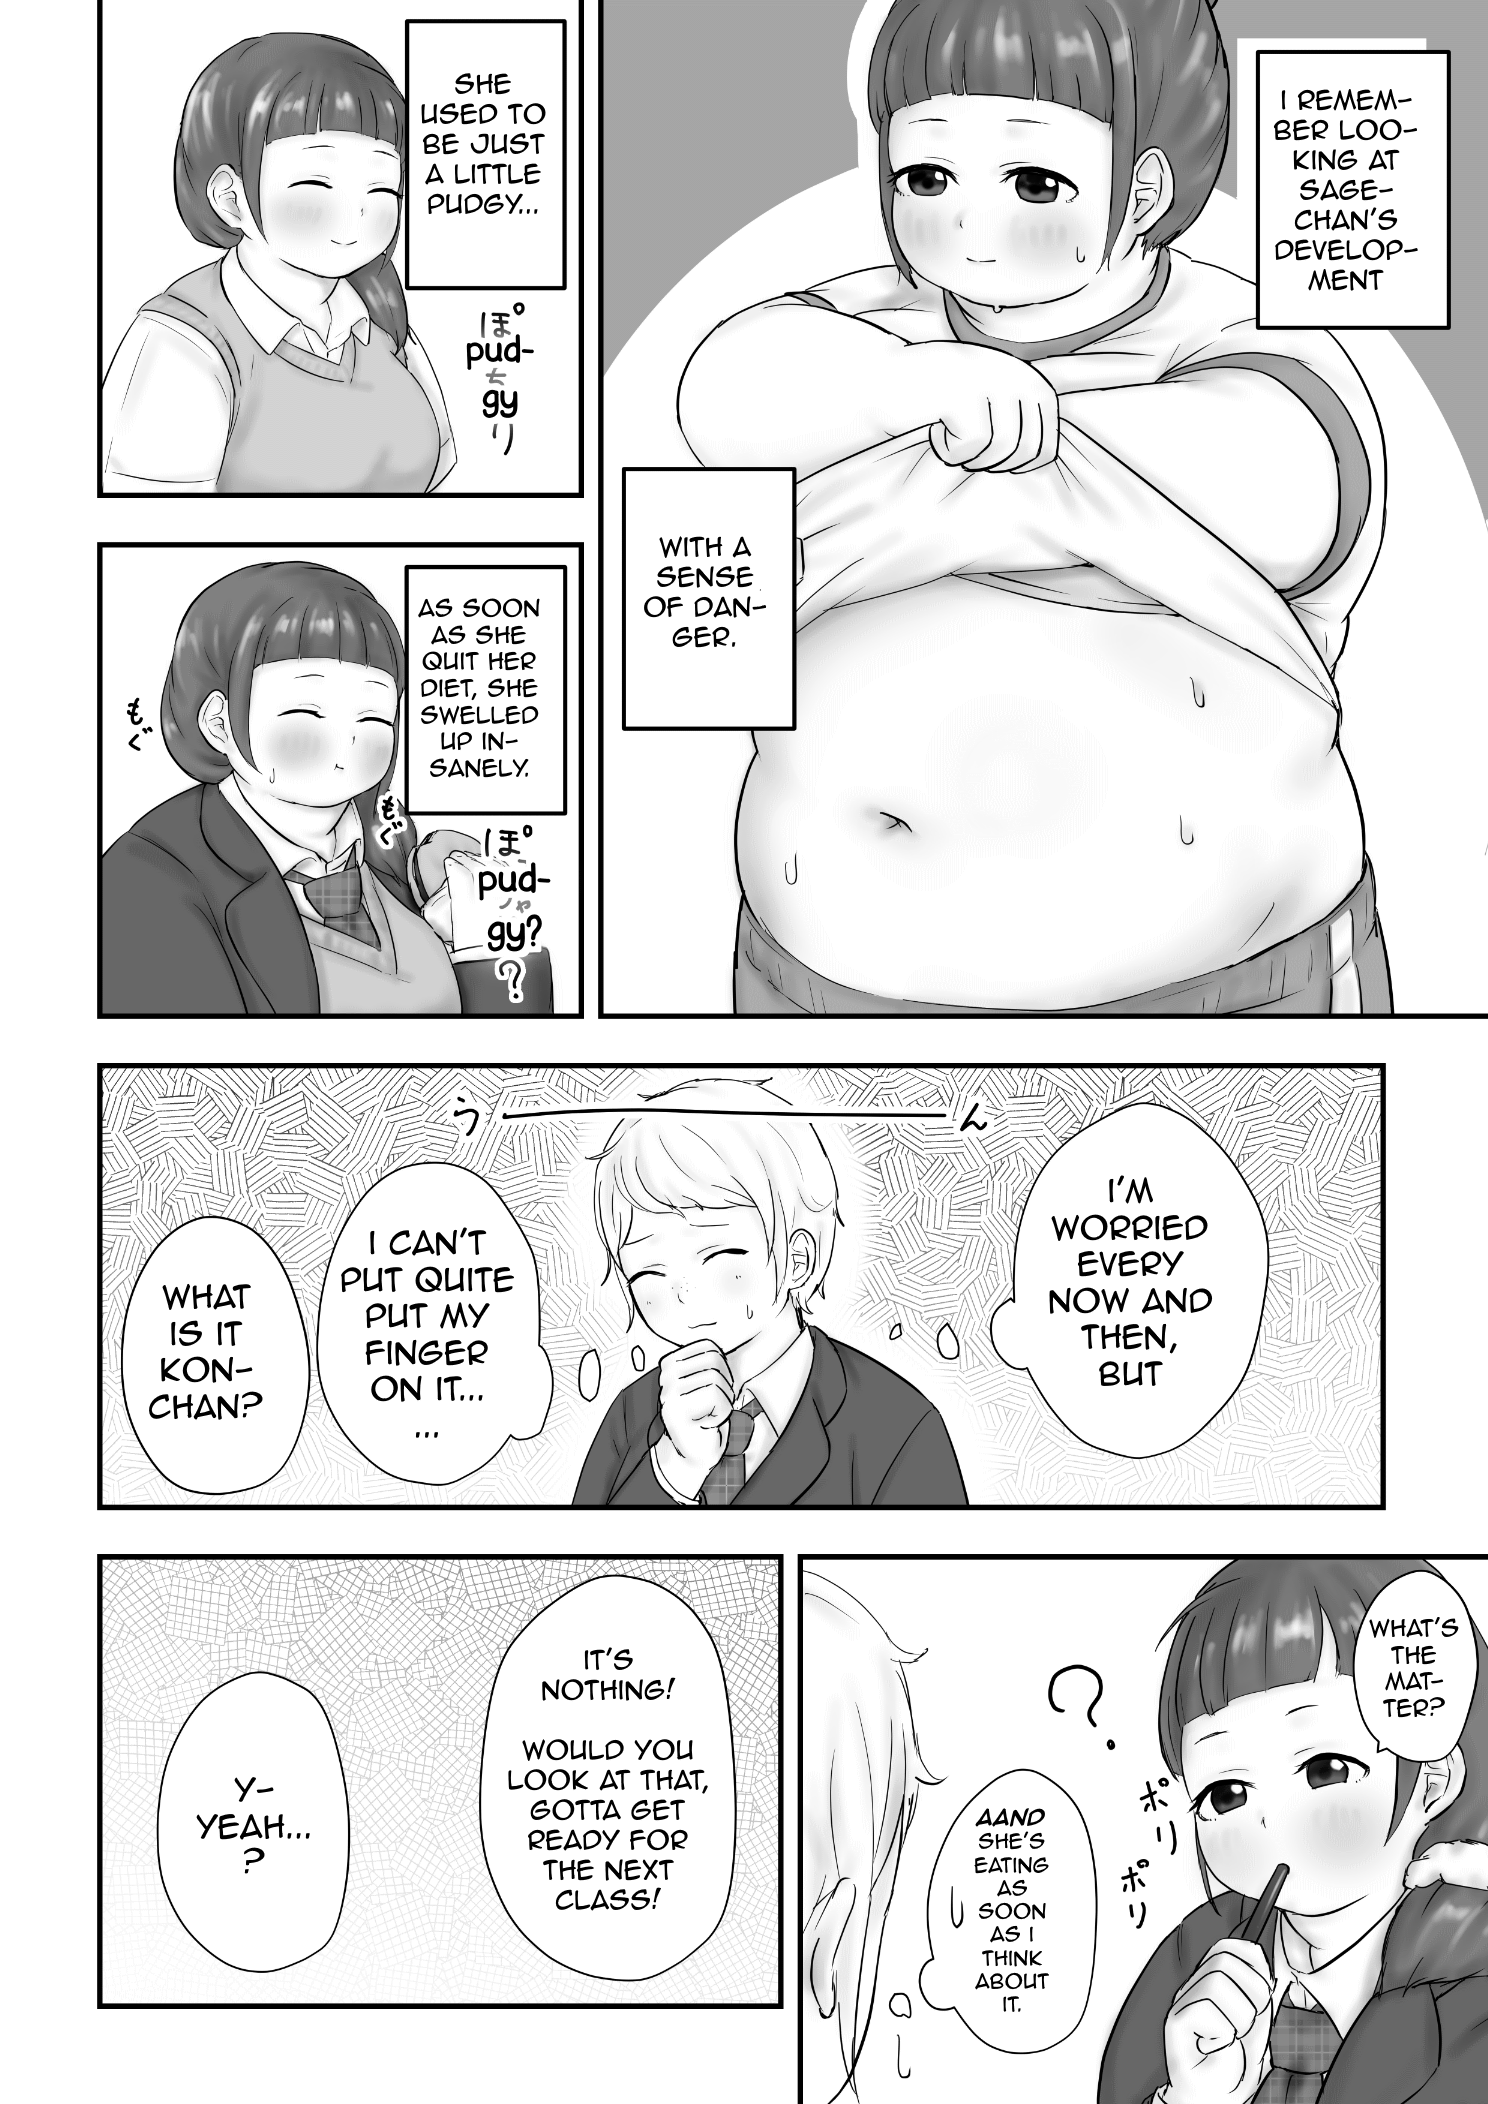 I REMEM-
BER LOO-
KING AT
SAGE-
CHAN'S
DEVELOP-
MENT
WITH A
SENSE
OF DAN-
GER.
SHE
USED TO
BE JUST
A LITTLE
PUDGY...
ぽ
pud-
ち
gy
り
AS SOON
AS SHE
QUIT HER
DIET, SHE
SWELLED
UP IN-
SANELY.
もぐ
もぐ
ぽ
pud-
ちゃ
gy?
?
I'M
WORRIED
EVERY
NOW AND
THEN,
BUT
うーん
I CAN'T
PUT QUITE
PUT MY
FINGER
ON IT...
...
WHAT
IS IT
KON-
CHAN?
WHAT'S
THE
MAT-
TER?
?
ポリ
ポリ
AAND
SHE'S
EATING
AS
SOON
AS I
THINK
ABOUT
IT.
IT'S
NOTHING!
WOULD YOU
LOOK AT THAT,
GOTTA GET
READY FOR
THE NEXT
CLASS!
Y-
YEAH...
?